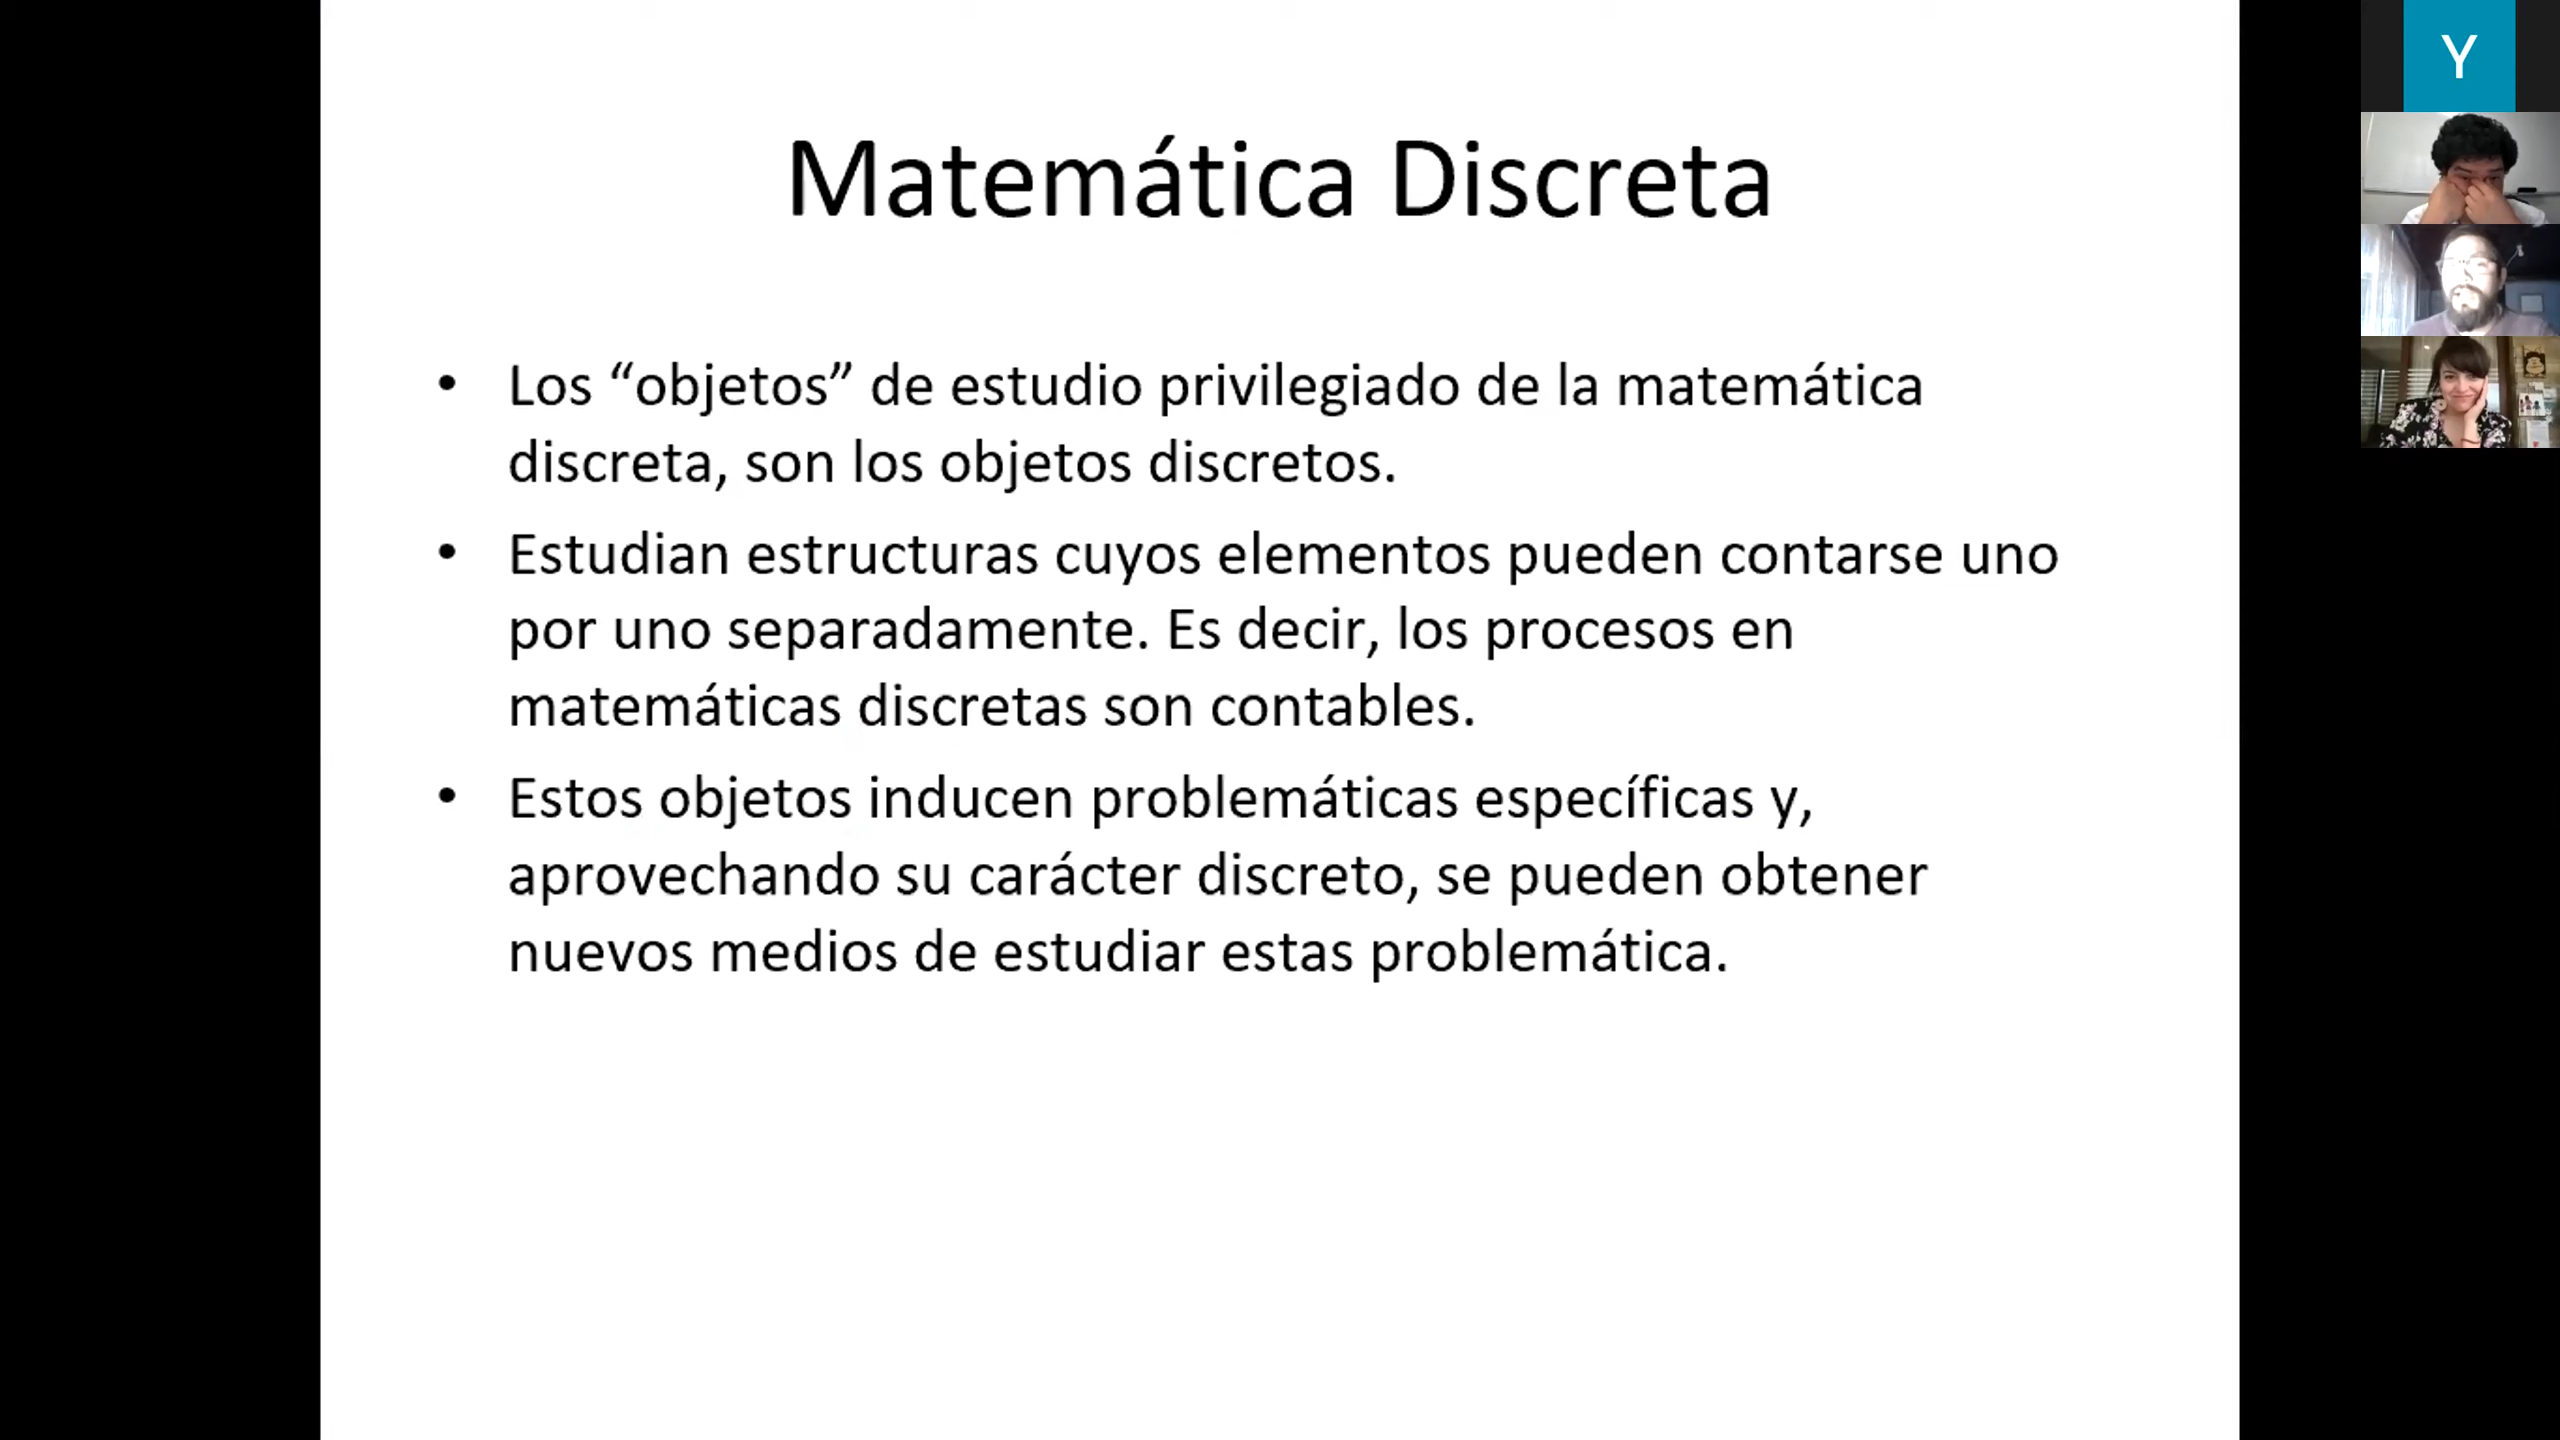 Matemática Discreta
• Los “objetos” de estudio privilegiado de la matemática
discreta, son los objetos discretos.
• Estudian estructuras cuyos elementos pueden contarse uno
por uno separadamente. Es decir, los procesos en
matemáticas discretas son contables.
• Estos objetos inducen problemáticas específicas y,
aprovechando su carácter discreto, se pueden obtener
nuevos medios de estudiar estas problemática.
Y